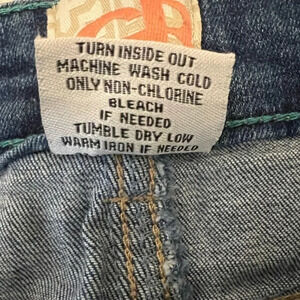 TURN INSIDE OUT
MACHINE WASH COLD
ONLY NON-CHLORINE
BLEACH
IF NEEDED
TUMBLE DRY LOW
WARM IRON IF NEEDED